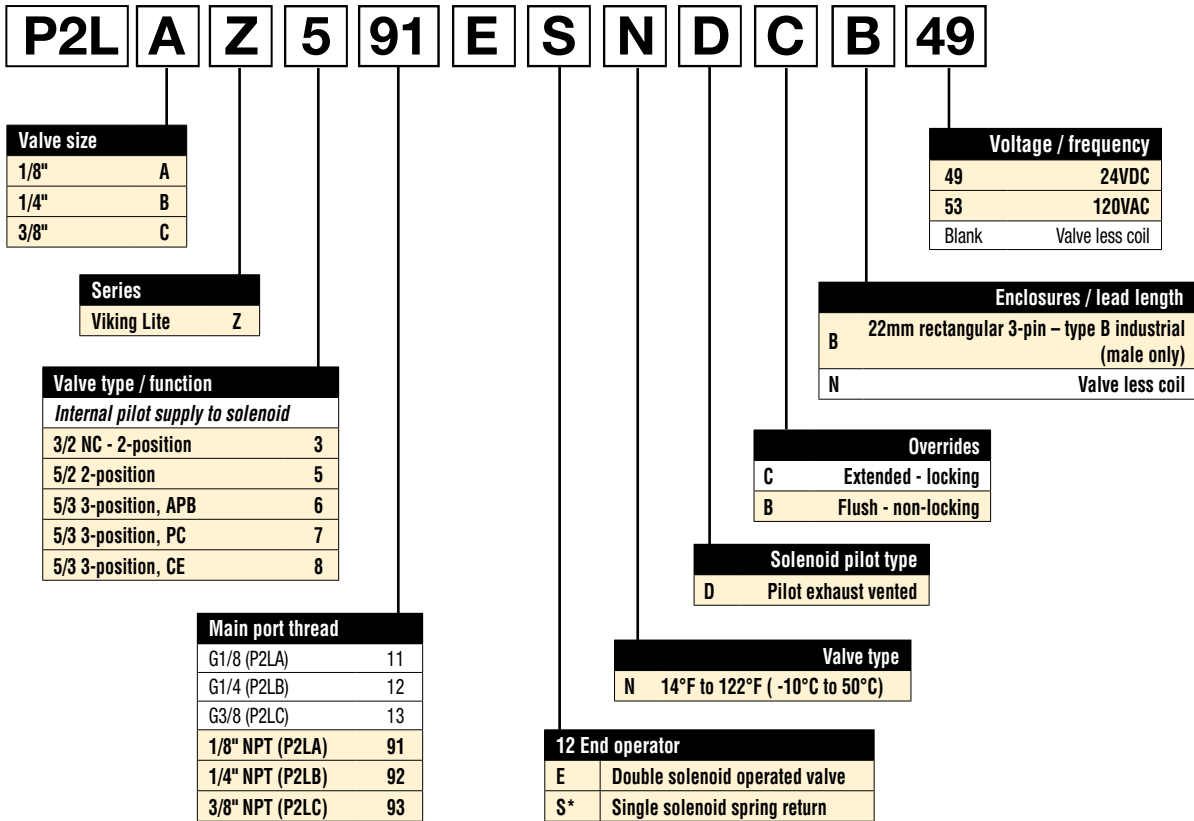 P2L A Z 5 91 E S N D C B 49
Valve size
1/8" A
1/4" B
3/8" C
Series
Viking Lite Z
Valve type / function
Internal pilot supply to solenoid
3/2 NC - 2-position 3
5/2 2-position 5
5/3 3-position, APB 6
5/3 3-position, PC 7
5/3 3-position, CE 8
Main port thread
G1/8 (P2LA) 11
G1/4 (P2LB) 12
G3/8 (P2LC) 13
1/8" NPT (P2LA) 91
1/4" NPT (P2LB) 92
3/8" NPT (P2LC) 93
12 End operator
E Double solenoid operated valve
S* Single solenoid spring return
Valve type
N 14°F to 122°F ( -10°C to 50°C)
Solenoid pilot type
D Pilot exhaust vented
Overrides
C Extended - locking
B Flush - non-locking
Enclosures / lead length
B 22mm rectangular 3-pin – type B industrial
(male only)
N Valve less coil
Voltage / frequency
49 24VDC
53 120VAC
Blank Valve less coil